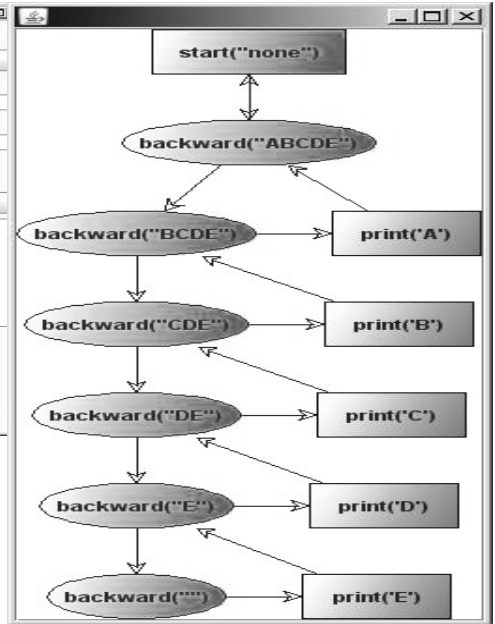 start("none")
backward("ABCDE")
backward("BCDE")
print('A')
backward("CDE")
print('B')
backward("DE")
print('C')
backward("E")
print('D')
backward("")
print('E')